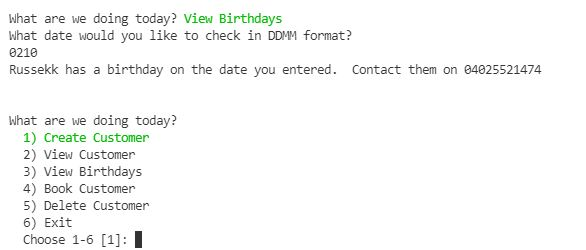 What are we doing today? View Birthdays
What date would you like to check in DDMM format?
0210
Russekk has a birthday on the date you entered.  Contact them on 04025521474
What are we doing today?
1) Create Customer
2) View Customer
3) View Birthdays
4) Book Customer
5) Delete Customer
6) Exit
Choose 1-6 [1]: